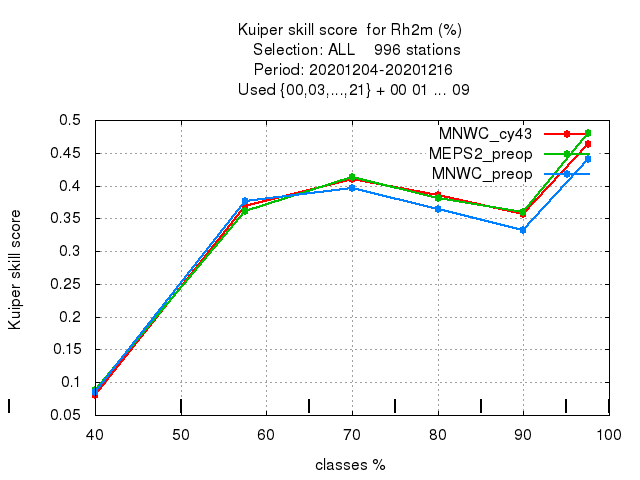 Kuiper skill score  for Rh2m (%)
Selection: ALL    996 stations
Period: 20201204-20201216
Used {00,03,...,21} + 00 01 ... 09
0.5
0.45
0.4
0.35
0.3
0.25
0.2
0.15
0.1
0.05
Kuiper skill score
MNWC_cy43
MEPS2_preop
MNWC_preop
40 50 60 70 80 90 100
classes %